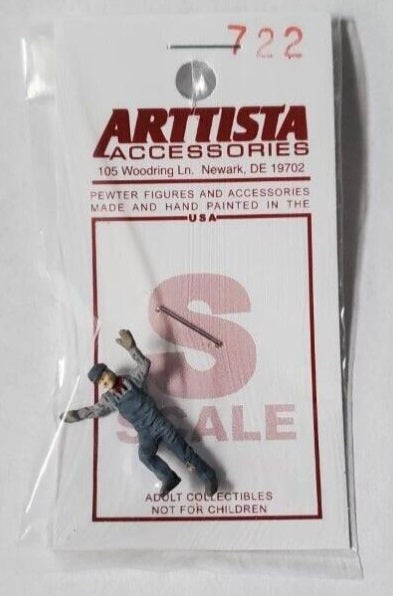 722
ARTTISTA
ACCESSORIES
105 Woodring Ln. Newark, DE 19702
PEWTER FIGURES AND ACCESSORIES
MADE AND HAND PAINTED IN THE
USA
S
SCALE
ADULT COLLECTIBLES
NOT FOR CHILDREN